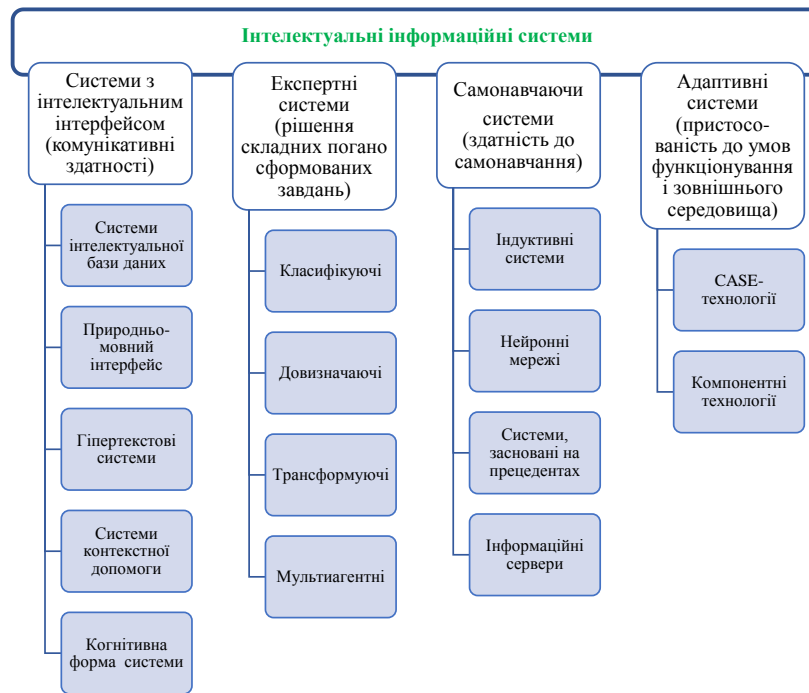 Інтелектуальні інформаційні системи
Системи з
інтелектуальним
інтерфейсом
(комунікативні
здатності)
Системи
інтелектуальної
бази даних
Природньо-
мовний
інтерфейс
Гіпертекстові
системи
Системи
контекстної
допомоги
Когнітивна
форма системи
Експертні
системи
(рішення
складних погано
сформованих
завдань)
Класифікуючі
Довизначаючі
Трансформуючі
Мультиагентні
Самонавчаючи
системи
(здатність до
самонавчання)
Індуктивні
системи
Нейронні
мережі
Системи,
засновані на
прецедентах
Інформаційні
сервери
Адаптивні
системи
(пристосо-
ваність до умов
функціонування
і зовнішнього
середовища)
CASE-
технології
Компонентні
технології